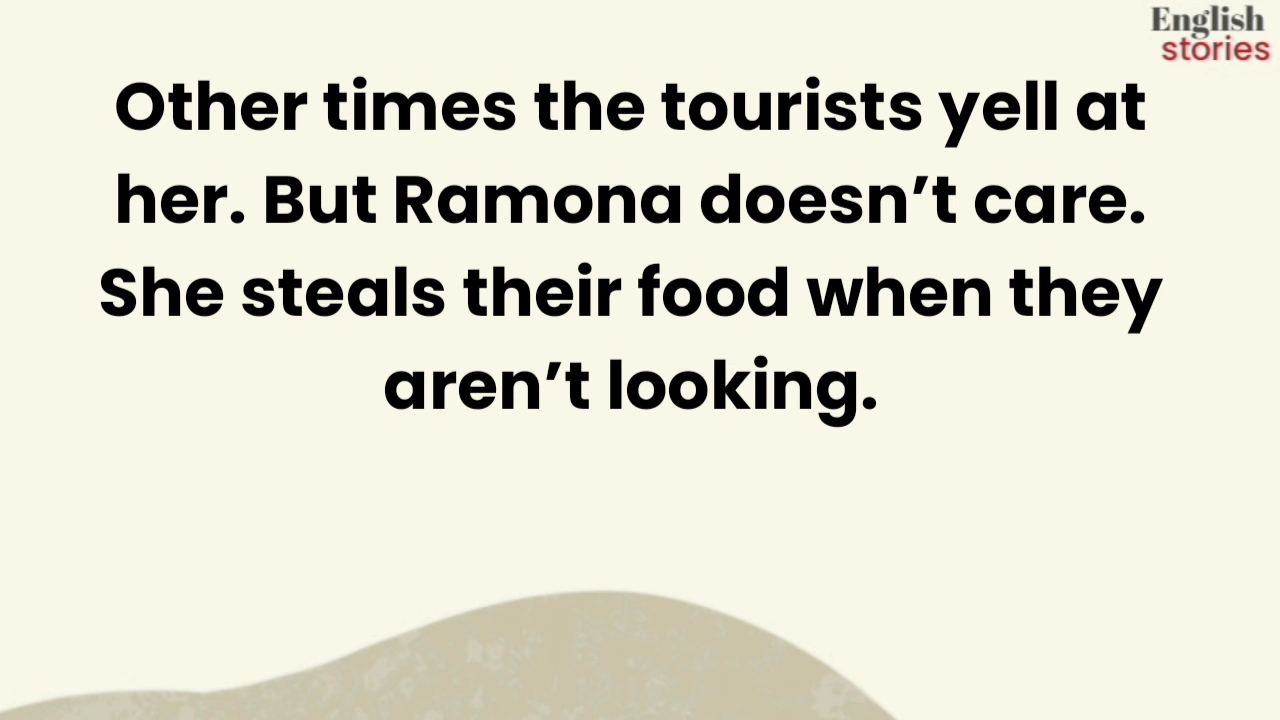 English
stories
Other times the tourists yell at
her. But Ramona doesn’t care.
She steals their food when they
aren’t looking.